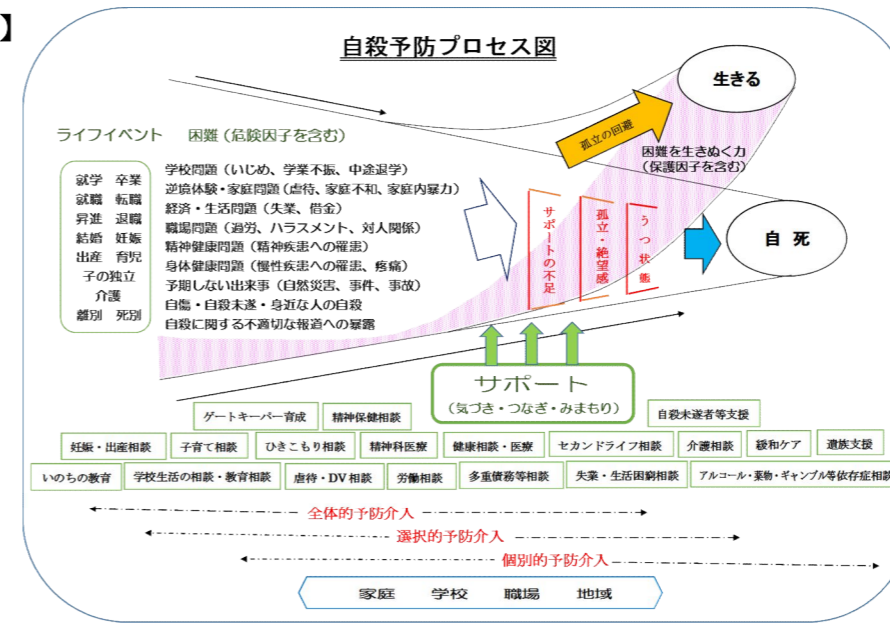 】
自殺予防プロセス図
生きる
孤立の回避
困難を生きぬく力
（保護因子を含む）
ライフイベント
困難（危険因子を含む）
就学 卒業
就職 転職
昇進 退職
結婚 妊娠
出産 育児
子の独立
介護
離別 死別
学校問題（いじめ、学業不振、中途退学）
逆境体験・家庭問題（虐待、家庭不和、家庭内暴力）
経済・生活問題（失業、借金）
職場問題（過労、ハラスメント、対人関係）
精神健康問題（精神疾患への罹患）
身体健康問題（慢性疾患への罹患、疼痛）
予期しない出来事（自然災害、事件、事故）
自傷・自殺未遂・身近な人の自殺
自殺に関する不適切な報道への暴露
サポートの不足
孤立・絶望感
うつ状態
自 死
サポート
（気づき・つなぎ・みまもり）
ゲートキーパー育成
精神保健相談
自殺未遂者等支援
妊娠・出産相談
子育て相談
ひきこもり相談
精神科医療
健康相談・医療
セカンドライフ相談
介護相談
緩和ケア
遺族支援
いのちの教育
学校生活の相談・教育相談
虐待・DV相談
労働相談
多重債務等相談
失業・生活困窮相談
アルコール・薬物・ギャンブル等依存症相談
全体的予防介入
選択的予防介入
個別的予防介入
家庭 学校 職場 地域